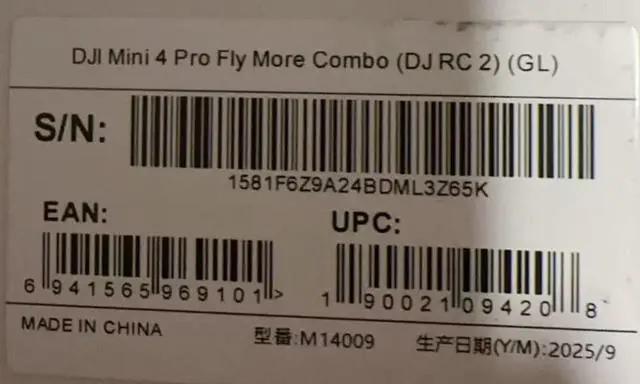 DJI Mini 4 Pro Fly More Combo (DJ RC 2) (GL)
S/N:
1581F6Z9A24BDML3Z65K
EAN:
6 941565 969101 >
UPC:
1 90021 09420 8
MADE IN CHINA
型番:M14009
生产日期(Y/M):2025/9